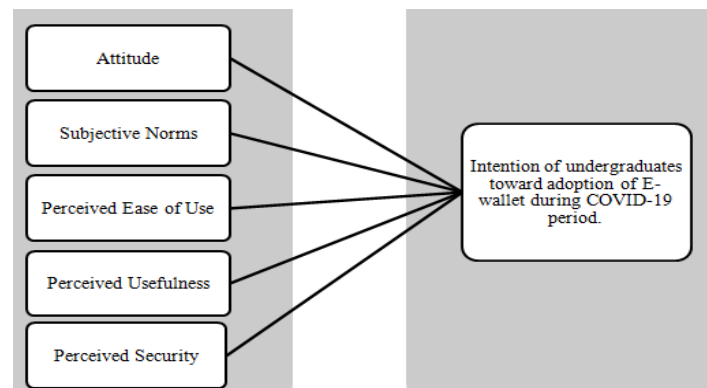 Attitude
Subjective Norms
Perceived Ease of Use
Perceived Usefulness
Perceived Security
Intention of undergraduates
toward adoption of E-
wallet during COVID-19
period.